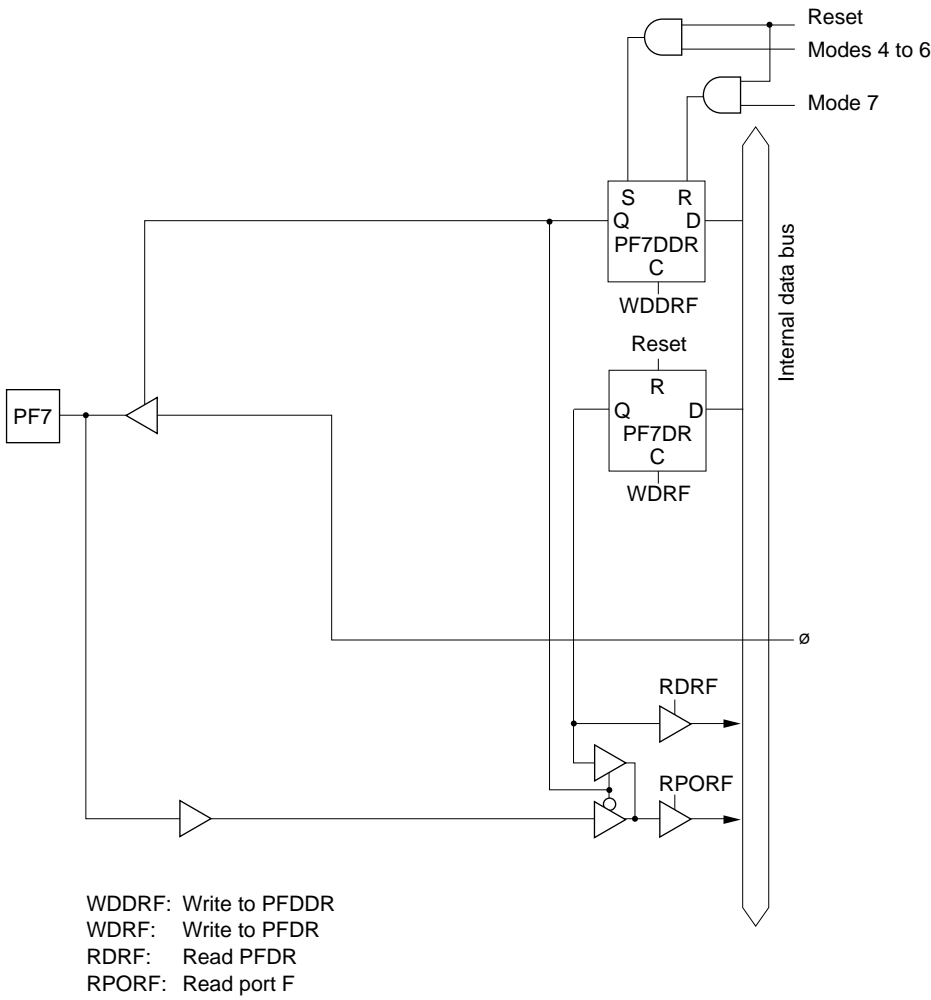 Reset
Modes 4 to 6
Mode 7
S R
Q D
PF7DDR
C
WDDRF
Internal data bus
Reset
R
PF7
Q D
PF7DR
C
WDRF
ø
RDRF
RPORF
WDDRF: Write to PFDDR
WDRF: Write to PFDR
RDRF: Read PFDR
RPORF: Read port F